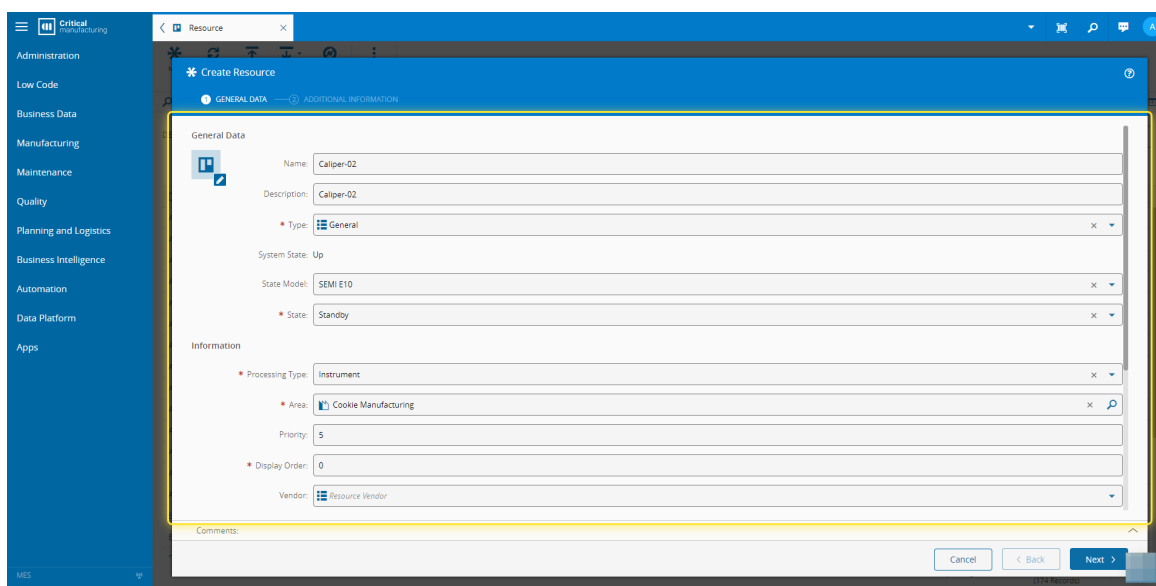 Critical manufacturing
Resource
A
Administration
Low Code
Business Data
Manufacturing
Maintenance
Quality
Planning and Logistics
Business Intelligence
Automation
Data Platform
Apps
MES
Create Resource
1 GENERAL DATA 2 ADDITIONAL INFORMATION
General Data
Name: Caliper-02
Description: Caliper-02
* Type: General
System State: Up
State Model: SEMI E10
* State: Standby
Information
* Processing Type: Instrument
* Area: Cookie Manufacturing
Priority: 5
* Display Order: 0
Vendor: Resource Vendor
Comments:
Cancel < Back Next >
(174 Records)